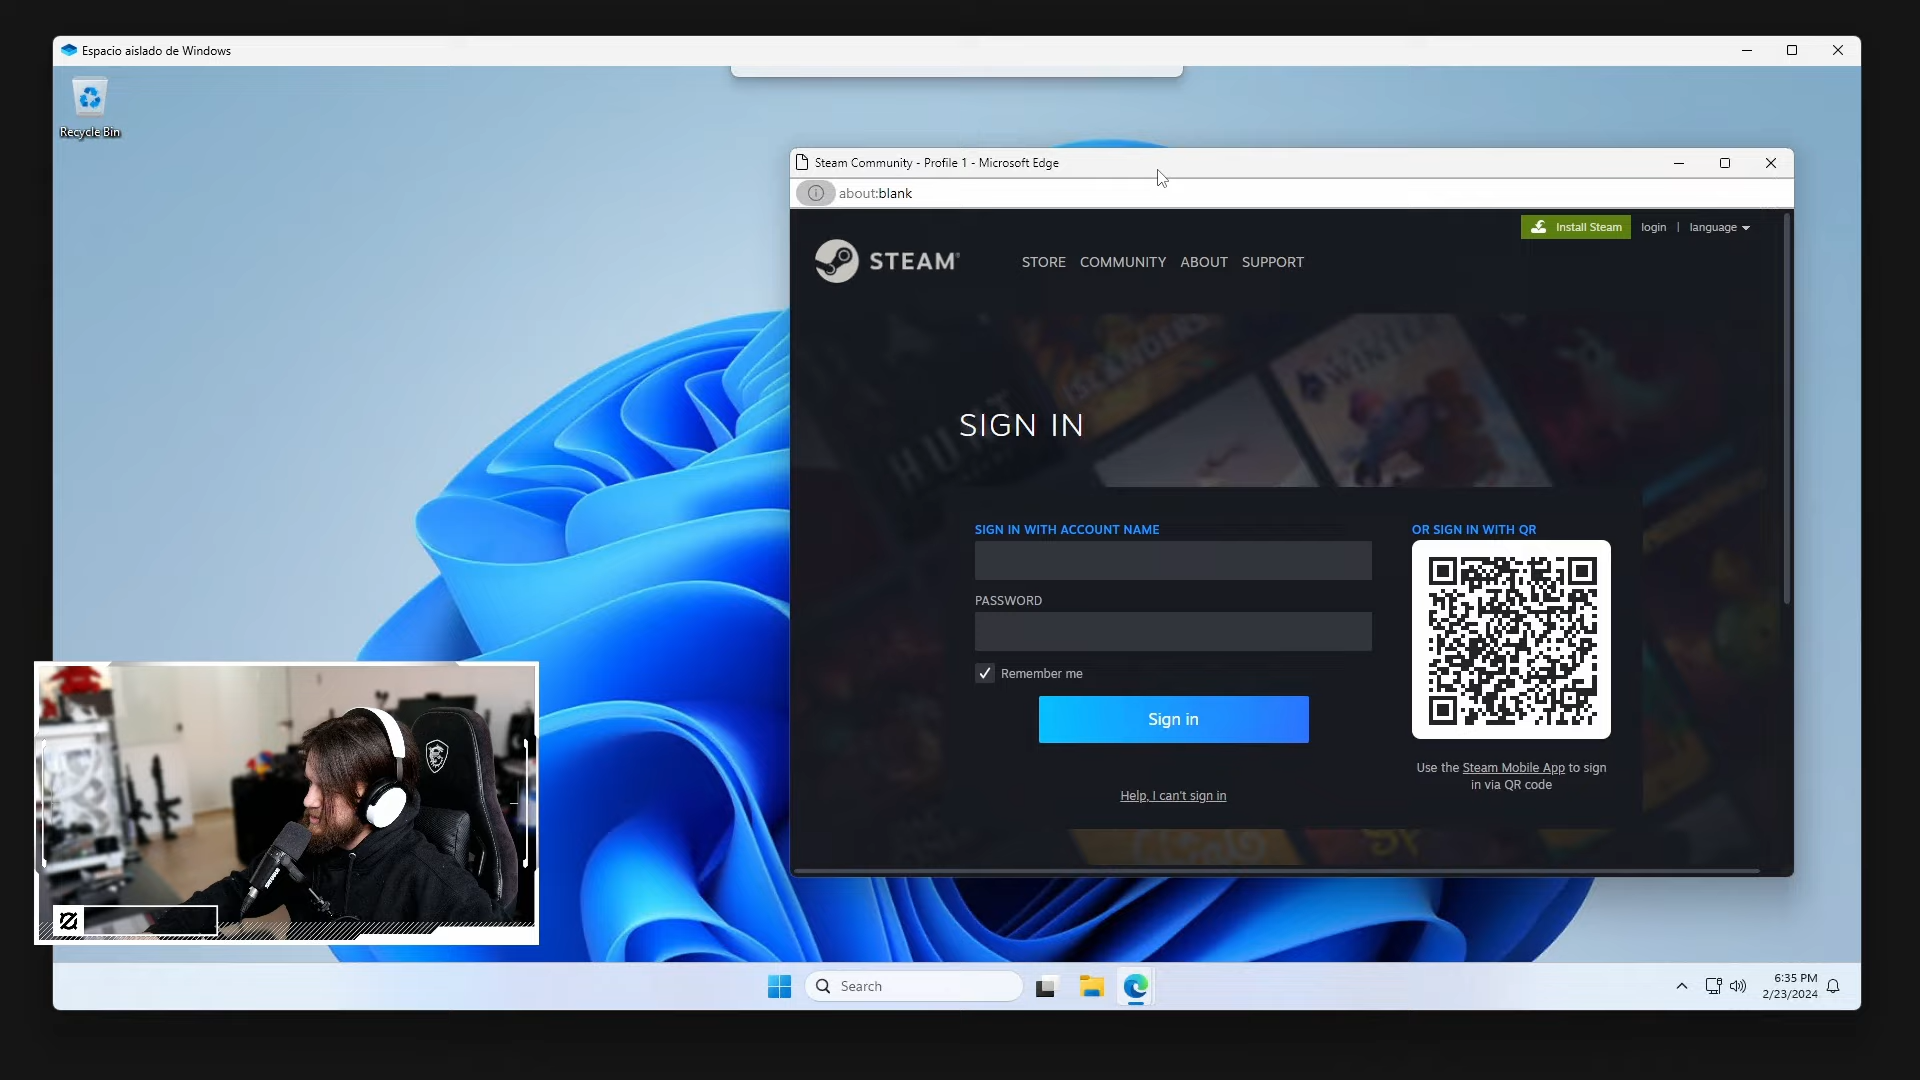 Espacio aislado de Windows
Recycle Bin
Steam Community - Profile 1 - Microsoft Edge
about:blank
Install Steam login | language
STEAM®
STORE COMMUNITY ABOUT SUPPORT
ISLANDERS
HUNT
SIGN IN
SIGN IN WITH ACCOUNT NAME
PASSWORD
Remember me
Sign in
Help, I can't sign in
OR SIGN IN WITH QR
Use the Steam Mobile App to sign
in via QR code
Search
6:35 PM
2/23/2024